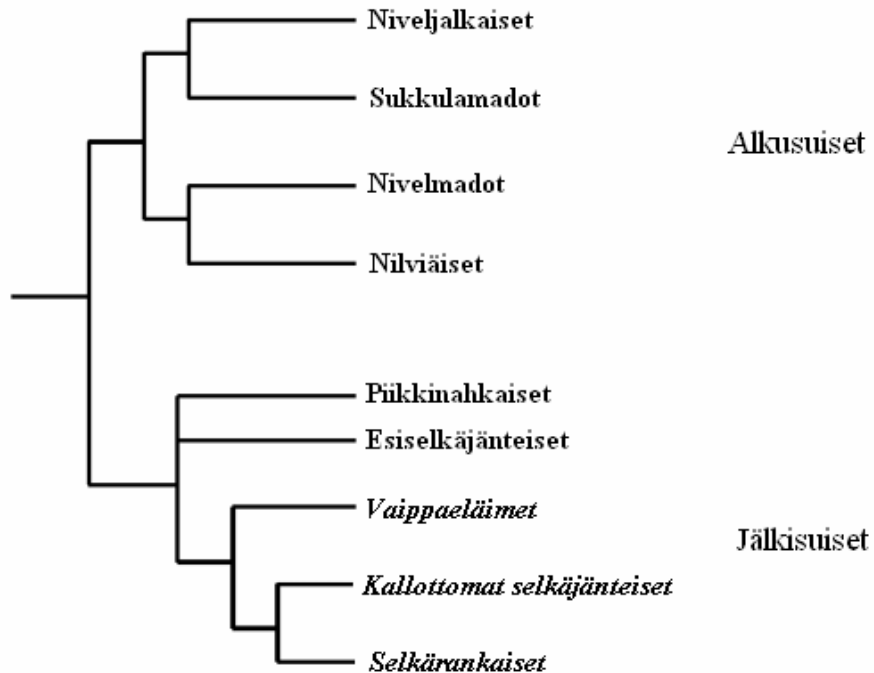 Niveljalkaiset
Sukkulamadot
Alkusuiset
Nivelmadot
Nilviäiset
Piikkinahkaiset
Esiselkäjänteiset
Vaippaeläimet
Jälkisuiset
Kallottomat selkäjänteiset
Selkärankaiset